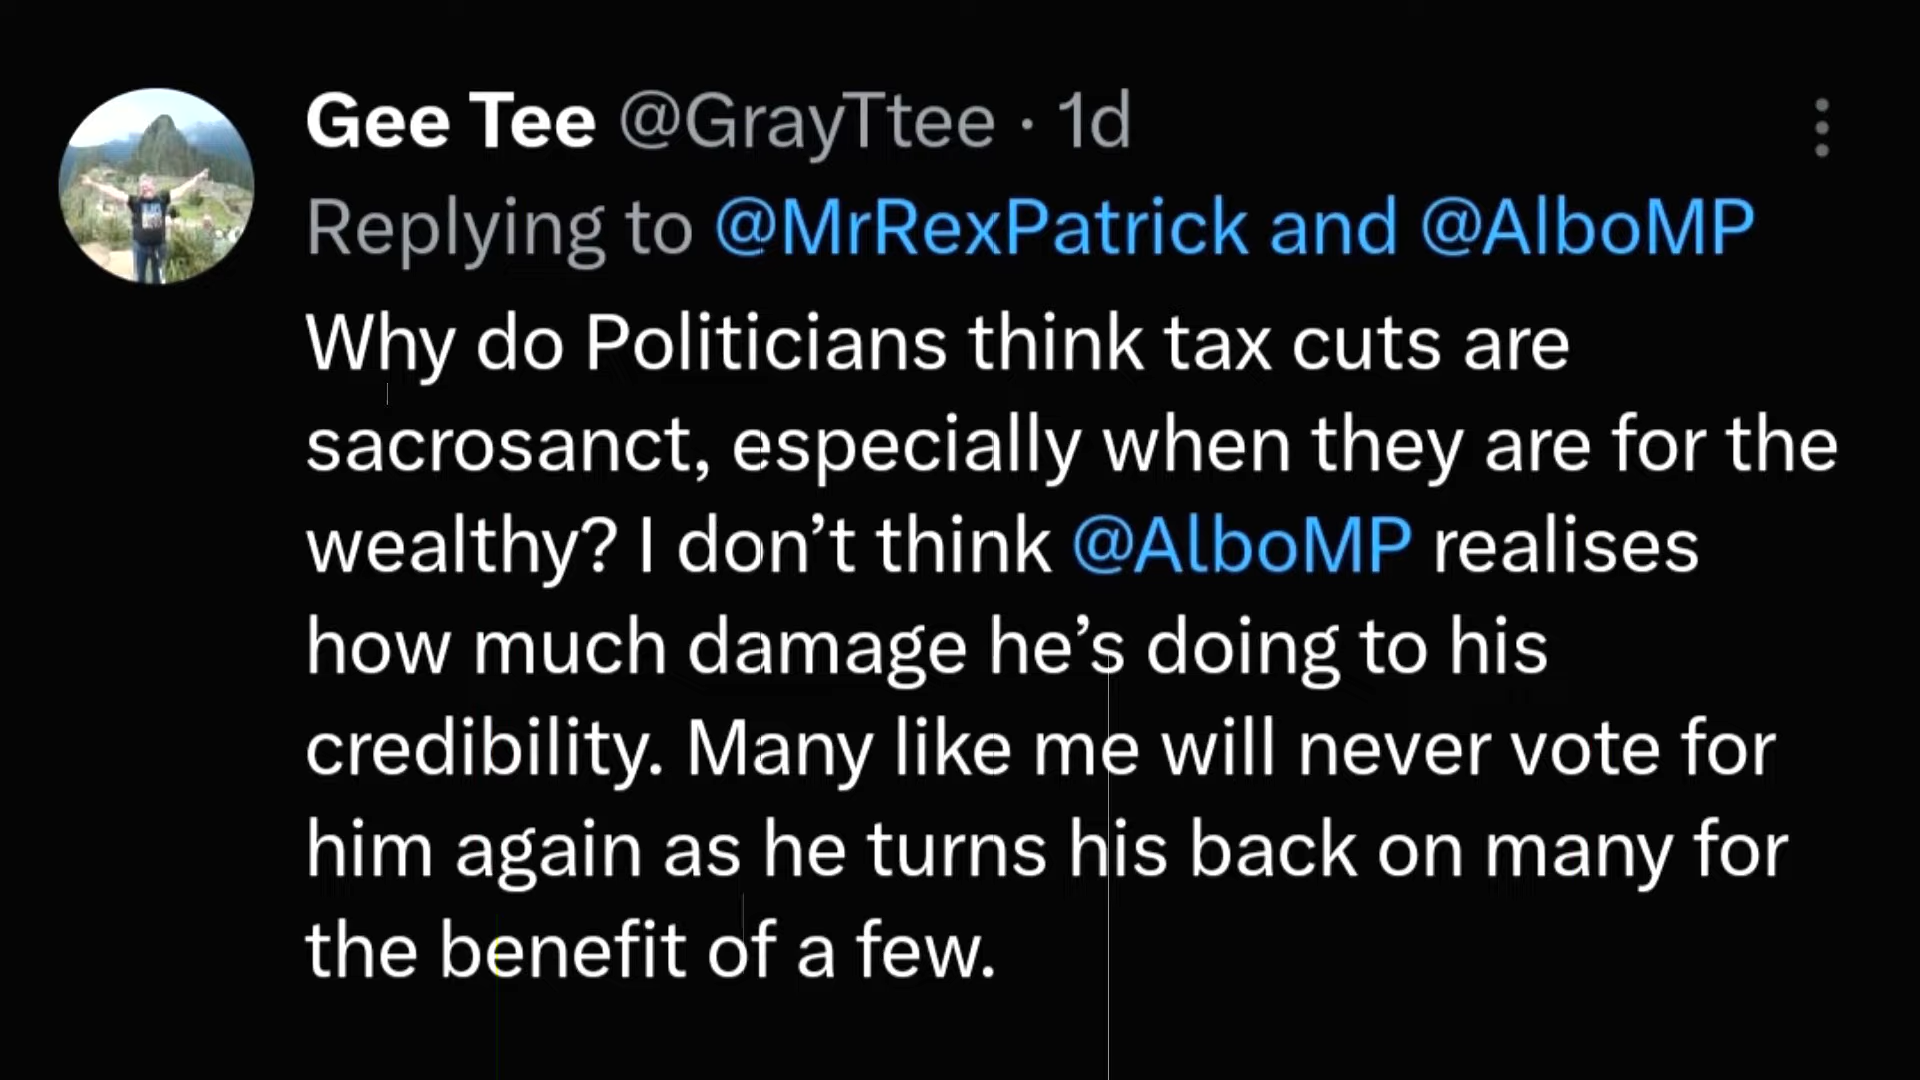 Gee Tee @GrayTtee · 1d
Replying to @MrRexPatrick and @AlboMP
Why do Politicians think tax cuts are
sacrosanct, especially when they are for the
wealthy? I don’t think @AlboMP realises
how much damage he’s doing to his
credibility. Many like me will never vote for
him again as he turns his back on many for
the benefit of a few.